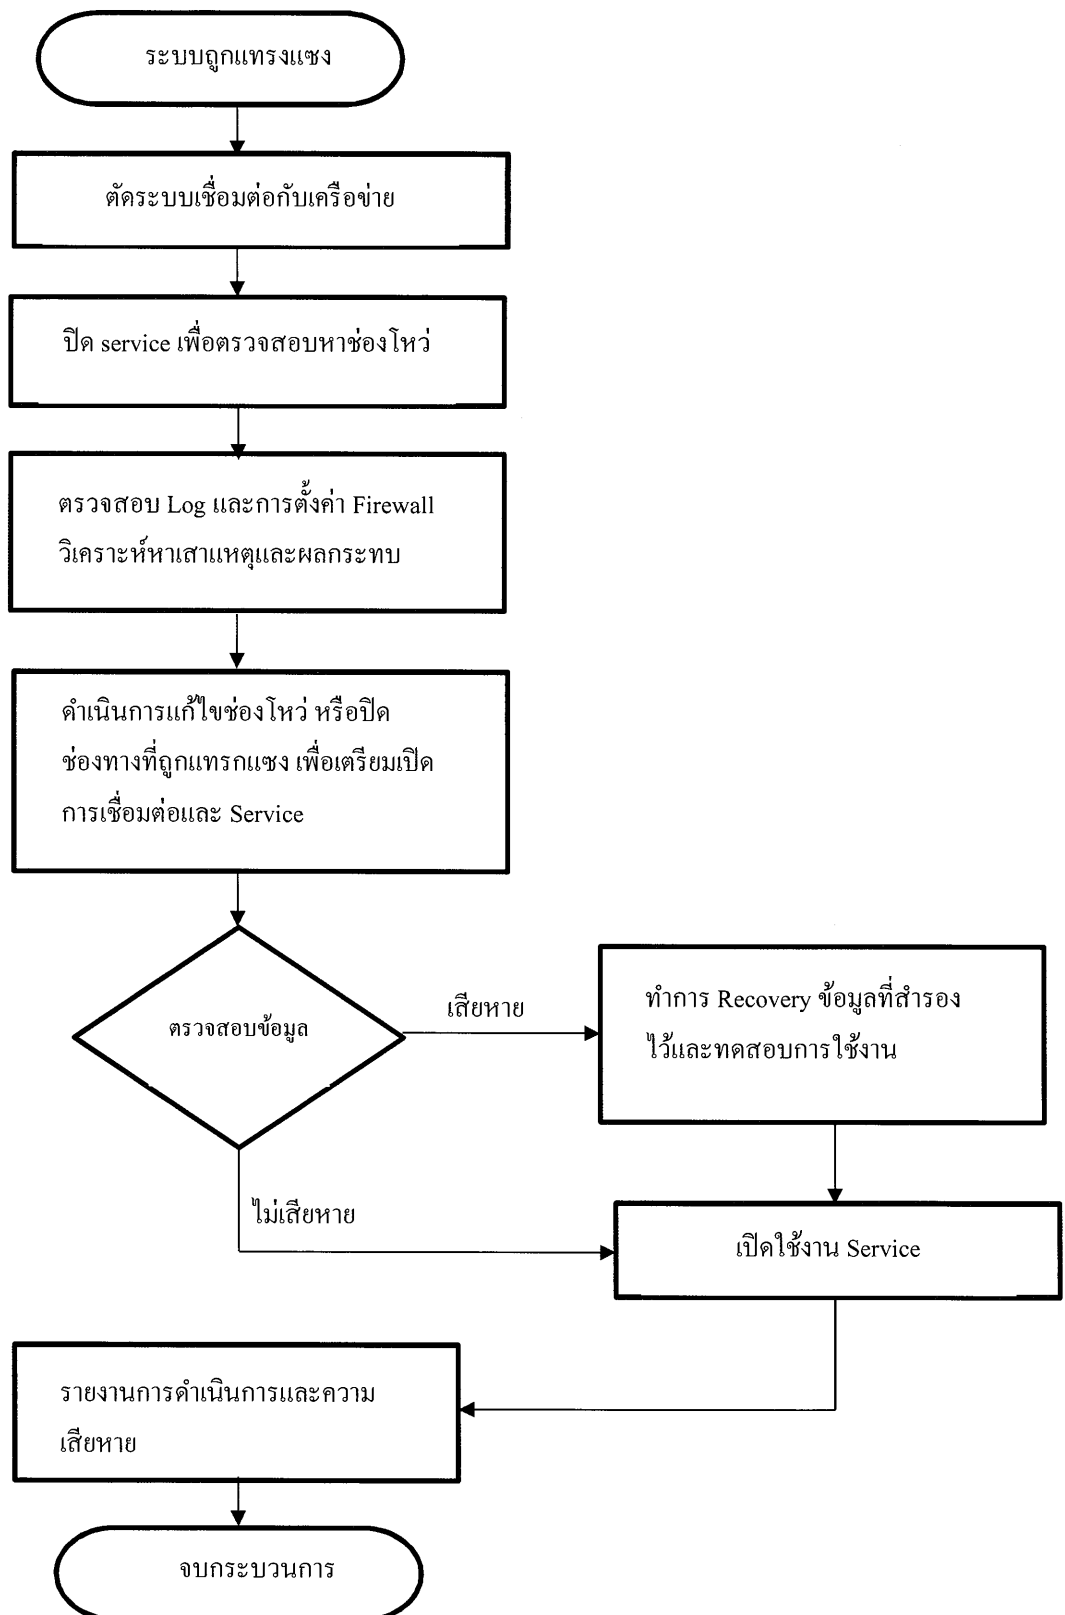 ระบบถูกแทรงแซง
ตัดระบบเชื่อมต่อกับเครือข่าย
ปิด service เพื่อตรวจสอบหาช่องโหว่
ตรวจสอบ Log และการตั้งค่า Firewall
วิเคราะห์หาเสาเเหตุและผลกระทบ
ดำเนินการแก้ไขช่องโหว่ หรือปิด
ช่องทางที่ถูกแทรกแซง เพื่อเตรียมเปิด
การเชื่อมต่อและ Service
ตรวจสอบข้อมูล
เสียหาย
ทำการ Recovery ข้อมูลที่สำรอง
ไว้และทดสอบการใช้งาน
ไม่เสียหาย
เปิดใช้งาน Service
รายงานการดำเนินการและความ
เสียหาย
จบกระบวนการ